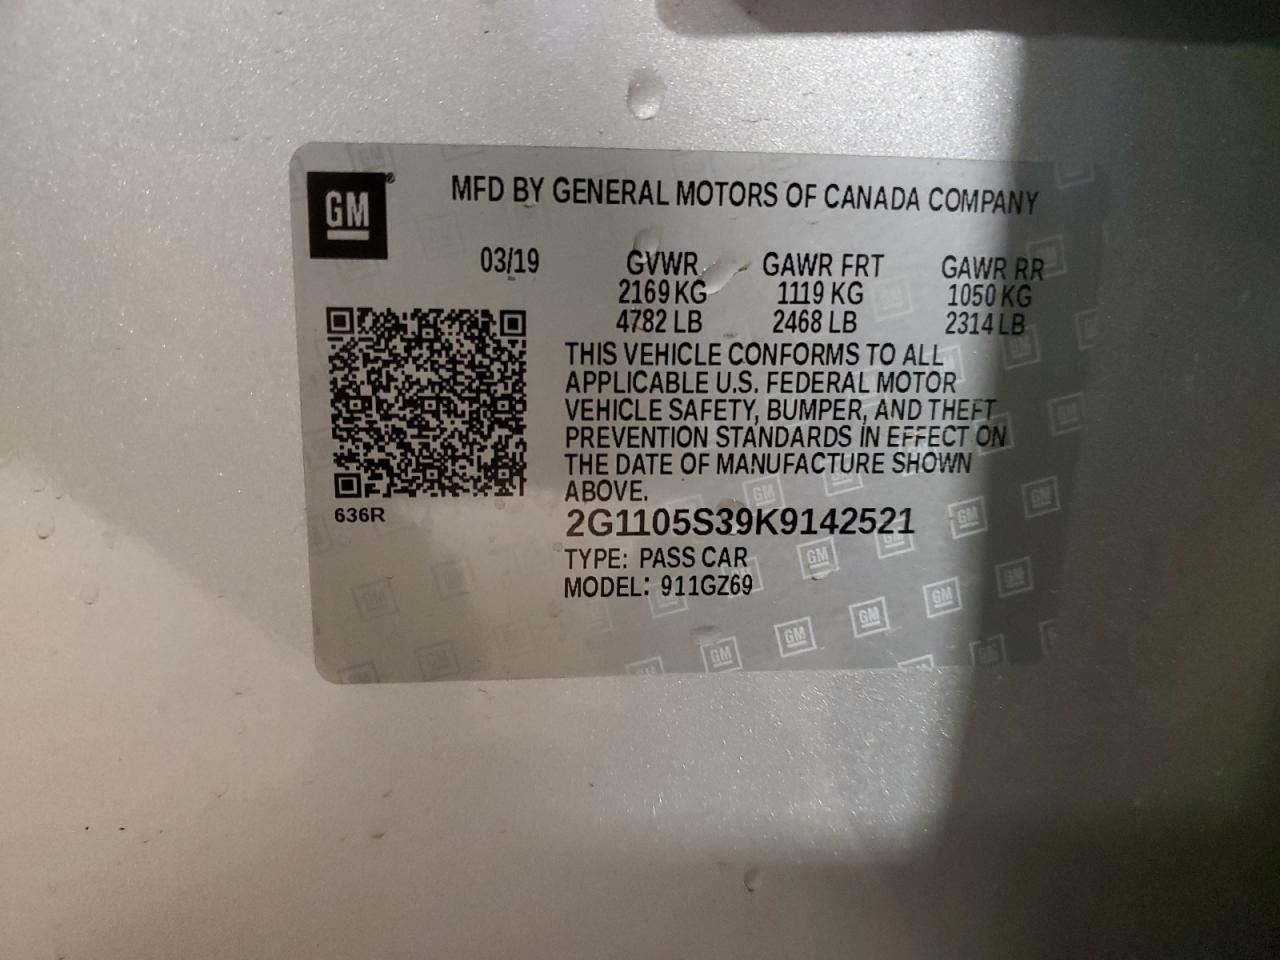 GM®
MFD BY GENERAL MOTORS OF CANADA COMPANY
03/19 GVWR GAWR FRT GAWR RR
2169 KG 1119 KG 1050 KG
4782 LB 2468 LB 2314 LB
THIS VEHICLE CONFORMS TO ALL
APPLICABLE U.S. FEDERAL MOTOR
VEHICLE SAFETY, BUMPER, AND THEFT
PREVENTION STANDARDS IN EFFECT ON
THE DATE OF MANUFACTURE SHOWN
ABOVE.
636R
2G1105S39K9142521
TYPE: PASS CAR
MODEL: 911GZ69